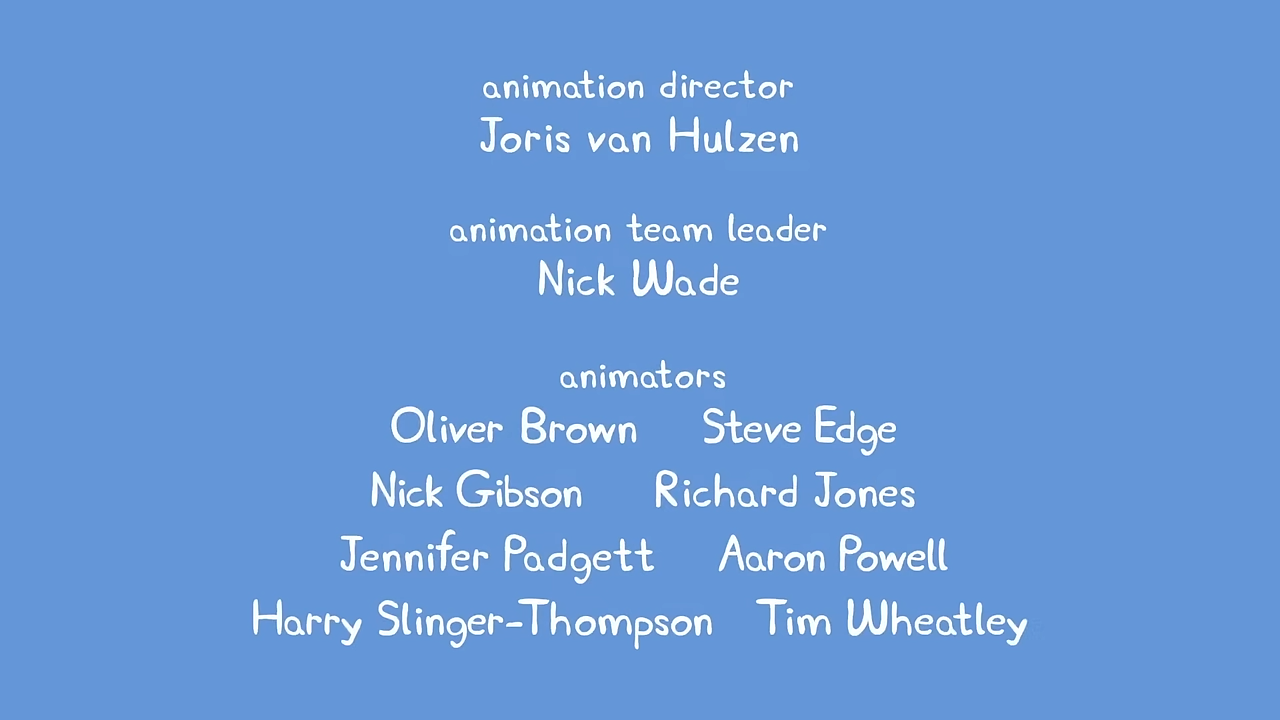 animation director
Joris van Hulzen
animation team leader
Nick Wade
animators
Oliver Brown Steve Edge
Nick Gibson Richard Jones
Jennifer Padgett Aaron Powell
Harry Slinger-Thompson Tim Wheatley